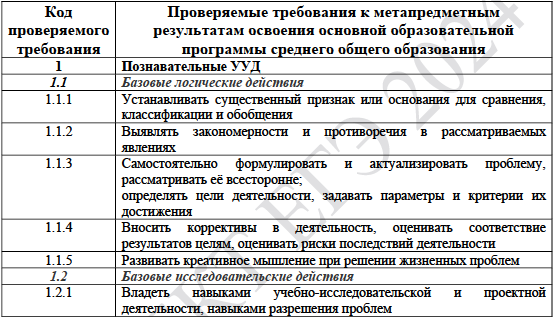 Код
проверяемого
требования
Проверяемые требования к метапредметным
результатам освоения основной образовательной
программы среднего общего образования
1 Познавательные УУД
1.1 Базовые логические действия
1.1.1 Устанавливать существенный признак или основания для сравнения,
классификации и обобщения
1.1.2 Выявлять закономерности и противоречия в рассматриваемых
явлениях
1.1.3 Самостоятельно формулировать и актуализировать проблему,
рассматривать её всесторонне;
определять цели деятельности, задавать параметры и критерии их
достижения
1.1.4 Вносить коррективы в деятельность, оценивать соответствие
результатов целям, оценивать риски последствий деятельности
1.1.5 Развивать креативное мышление при решении жизненных проблем
1.2 Базовые исследовательские действия
1.2.1 Владеть навыками учебно-исследовательской и проектной
деятельности, навыками разрешения проблем
ЕГЭ 2024